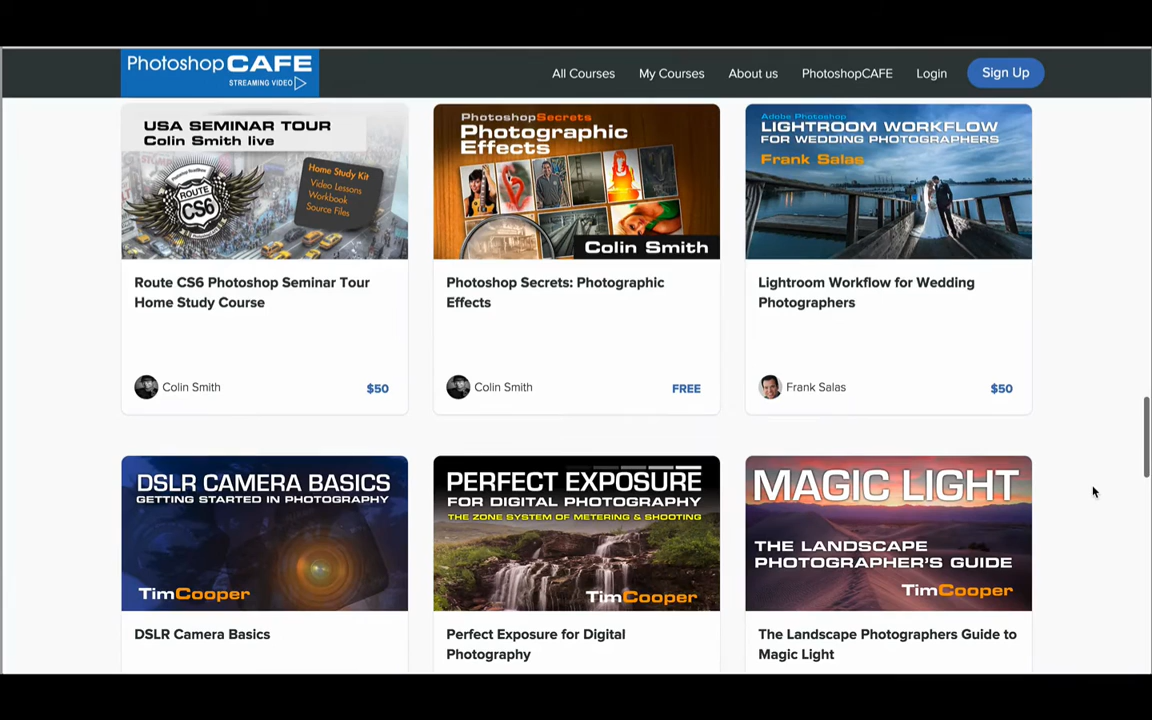 Photoshop CAFE
STREAMING VIDEO
All Courses
My Courses
About us
PhotoshopCAFE
Login
Sign Up
USA SEMINAR TOUR
Colin Smith live
ROUTE
CS6
Home Study Kit
Video Lessons
Workbook
Source Files
Route CS6 Photoshop Seminar Tour
Home Study Course
Colin Smith
$50
PhotoshopSecrets
Photographic
Effects
Colin Smith
Photoshop Secrets: Photographic
Effects
Colin Smith
FREE
Adobe Photoshop
LIGHTROOM WORKFLOW
FOR WEDDING PHOTOGRAPHERS
Frank Salas
Lightroom Workflow for Wedding
Photographers
Frank Salas
$50
DSLR CAMERA BASICS
GETTING STARTED IN PHOTOGRAPHY
TimCooper
DSLR Camera Basics
PERFECT EXPOSURE
FOR DIGITAL PHOTOGRAPHY
THE ZONE SYSTEM OF METERING & SHOOTING
TimCooper
Perfect Exposure for Digital
Photography
MAGIC LIGHT
THE LANDSCAPE
PHOTOGRAPHER'S GUIDE
TimCooper
The Landscape Photographers Guide to
Magic Light